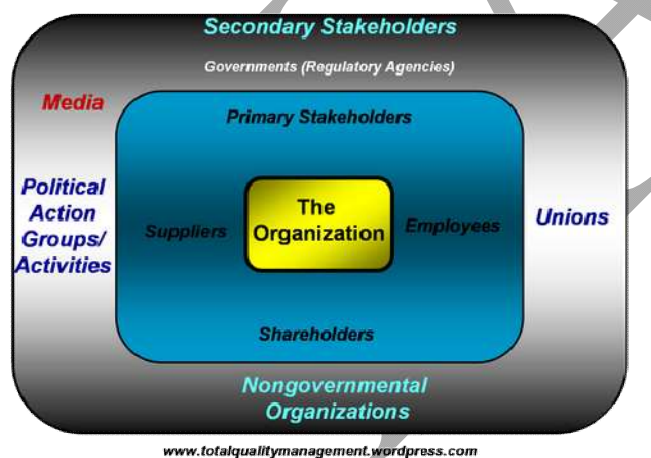 Secondary Stakeholders
Governments (Regulatory Agencies)
Media
Primary Stakeholders
Political
Action
Groups/
Activities
Suppliers
The
Organization
Employees
Unions
Shareholders
Nongovernmental
Organizations
www.totalqualitymanagement.wordpress.com